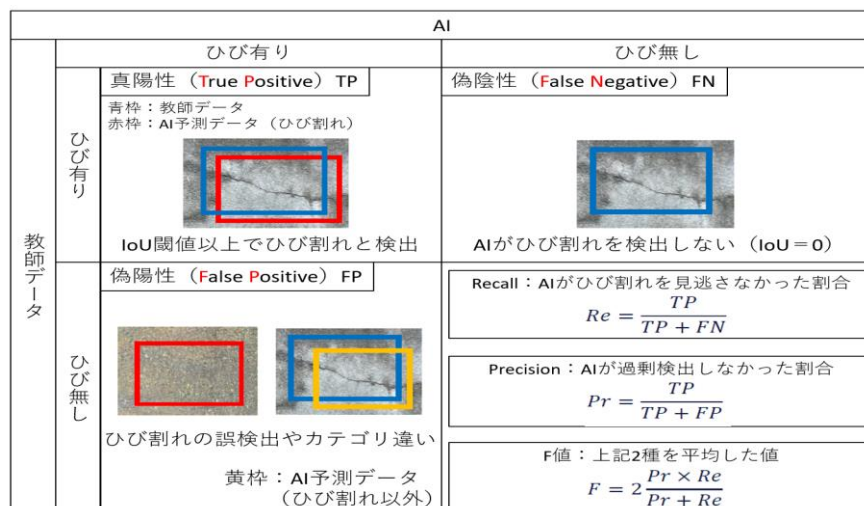 AI
ひび有り
ひび無し
教師データ
ひび有り
真陽性（True Positive）TP
青枠：教師データ
赤枠：AI予測データ（ひび割れ）
IoU閾値以上でひび割れと検出
偽陰性（False Negative）FN
AIがひび割れを検出しない（IoU＝0）
ひび無し
偽陽性（False Positive）FP
ひび割れの誤検出やカテゴリ違い
黄枠：AI予測データ
（ひび割れ以外）
Recall：AIがひび割れを見逃さなかった割合
Re = TP / (TP + FN)
Precision：AIが過剰検出しなかった割合
Pr = TP / (TP + FP)
F値：上記2種を平均した値
F = 2 (Pr × Re) / (Pr + Re)